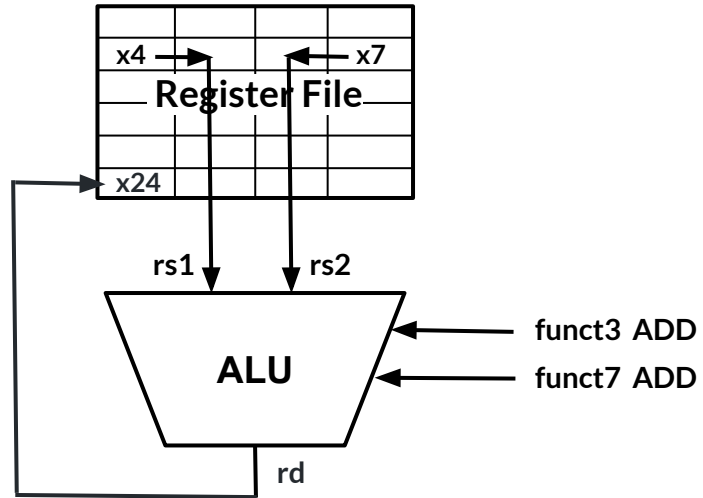 x4 x7
Register File
x24
rs1 rs2
funct3 ADD
ALU
funct7 ADD
rd